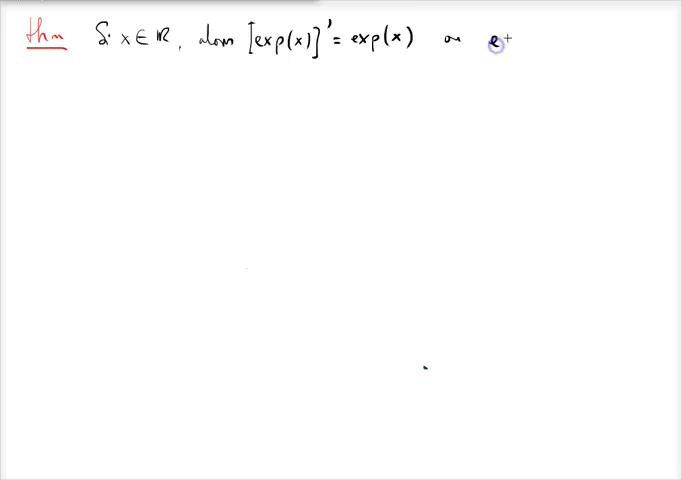 thm Si x ∈ ℝ, alors [exp(x)]' = exp(x) ou e